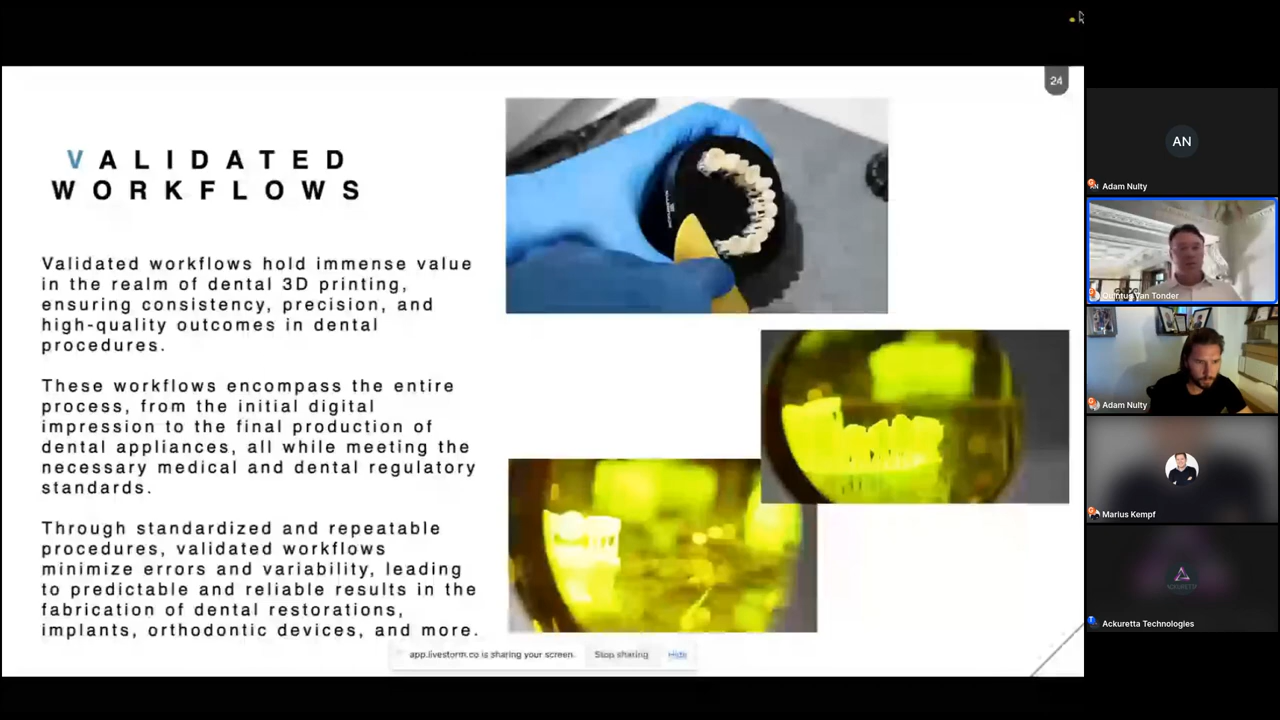 24
VALIDATED
WORKFLOWS
Validated workflows hold immense value
in the realm of dental 3D printing,
ensuring consistency, precision, and
high-quality outcomes in dental
procedures.
These workflows encompass the entire
process, from the initial digital
impression to the final production of
dental appliances, all while meeting the
necessary medical and dental regulatory
standards.
Through standardized and repeatable
procedures, validated workflows
minimize errors and variability, leading
to predictable and reliable results in the
fabrication of dental restorations,
implants, orthodontic devices, and more.
app.livestorm.co is sharing your screen.
Stop sharing
Hide
AN
Adam Nulty
Quintus van Tonder
Adam Nulty
Marius Kempf
ACKURETTA
Ackuretta Technologies